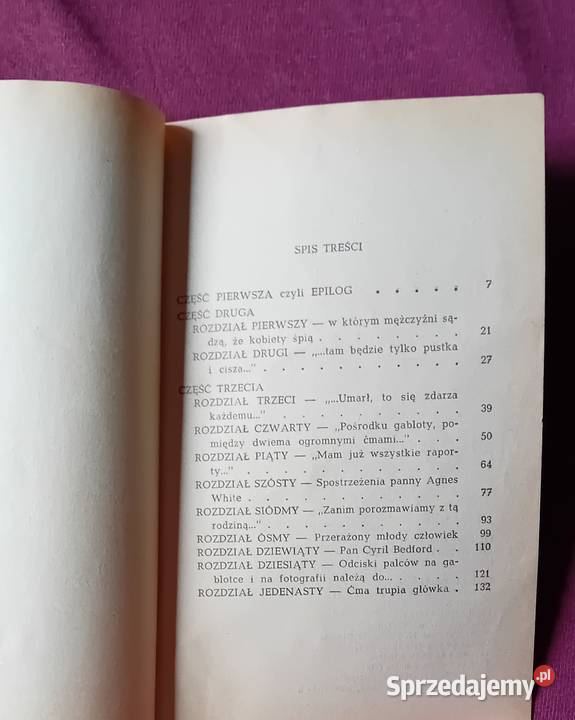 SPIS TREŚCI
CZĘŚĆ PIERWSZA czyli EPILOG . . . . . 7
CZĘŚĆ DRUGA
ROZDZIAŁ PIERWSZY — w którym mężczyźni są-
dzą, że kobiety śpią . . . . . . . 21
ROZDZIAŁ DRUGI — „...tam będzie tylko pustka
i cisza..." . . . . . . . . . . 27
CZĘŚĆ TRZECIA
ROZDZIAŁ TRZECI — „...Umarł, to się zdarza
każdemu..." . . . . . . . . . 39
ROZDZIAŁ CZWARTY — „Pośrodku gabloty, po-
między dwiema ogromnymi ćmami..." . . 50
ROZDZIAŁ PIĄTY — „Mam już wszystkie rapor-
ty..." . . . . . . . . . . . 64
ROZDZIAŁ SZÓSTY — Spostrzeżenia panny Agnes
White . . . . . . . . . . . 77
ROZDZIAŁ SIÓDMY — „Zanim porozmawiamy z tą
rodziną..." . . . . . . . . . 93
ROZDZIAŁ ÓSMY — Przerażony młody człowiek 99
ROZDZIAŁ DZIEWIĄTY — Pan Cyril Bedford . . 110
ROZDZIAŁ DZIESIĄTY — Odciski palców na ga-
blotce i na fotografii należą do... . . . . 121
ROZDZIAŁ JEDENASTY — Ćma trupia główka . 132
Sprzedajemy.pl